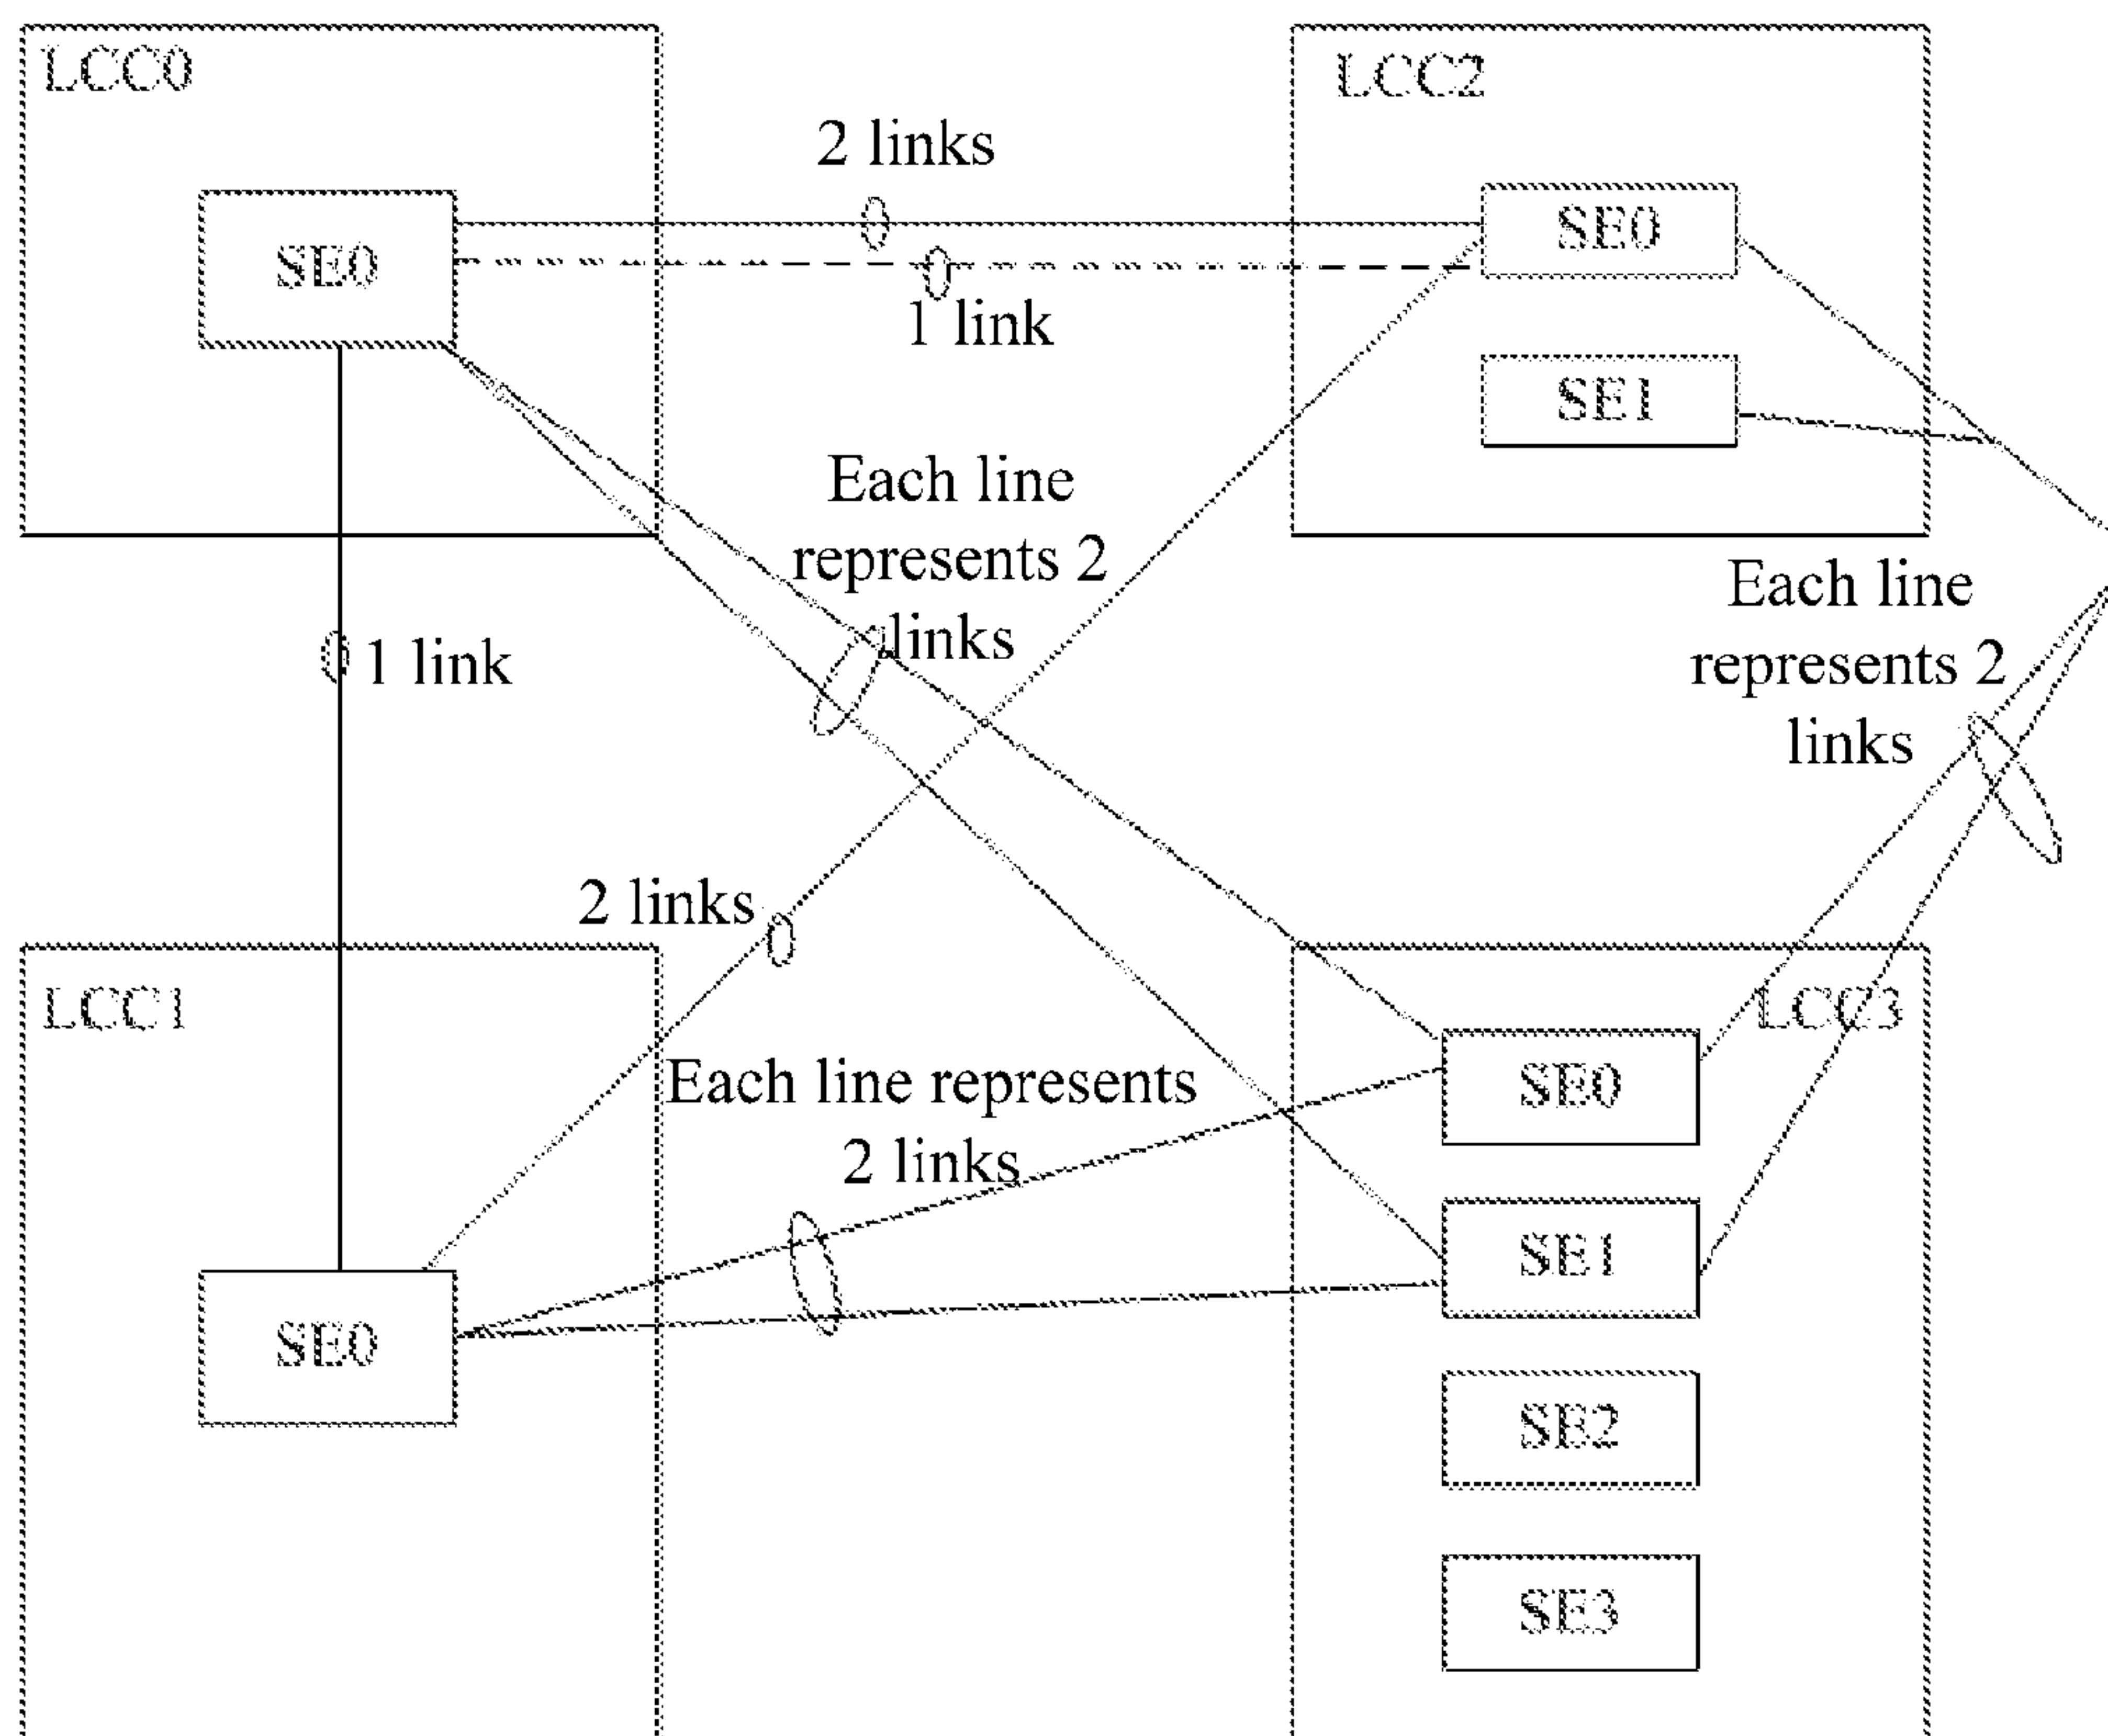 LCC0
LCC2
2 links
SE0
SE0
1 link
SE1
Each line
represents 2
links
Each line
represents 2
links
1 link
2 links
LCC1
LCC3
Each line represents
2 links
SE0
SE1
SE0
SE2
SE3